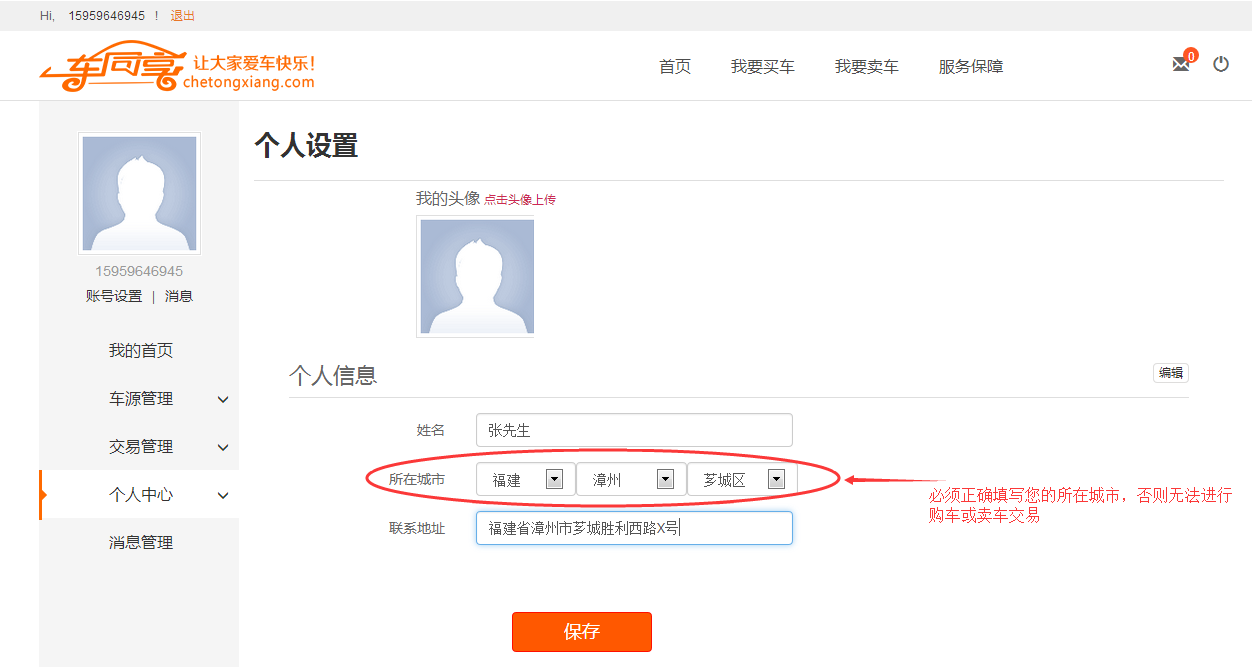 Hi, 15959646945 ! 退出
车同享 让大家爱车快乐!
chetongxiang.com
首页 我要买车 我要卖车 服务保障
0
15959646945
账号设置 | 消息
我的首页
车源管理
交易管理
个人中心
消息管理
个人设置
我的头像 点击头像上传
个人信息
编辑
姓名 张先生
所在城市 福建 漳州 芗城区
必须正确填写您的所在城市，否则无法进行
购车或卖车交易
联系地址 福建省漳州市芗城胜利西路X号
保存